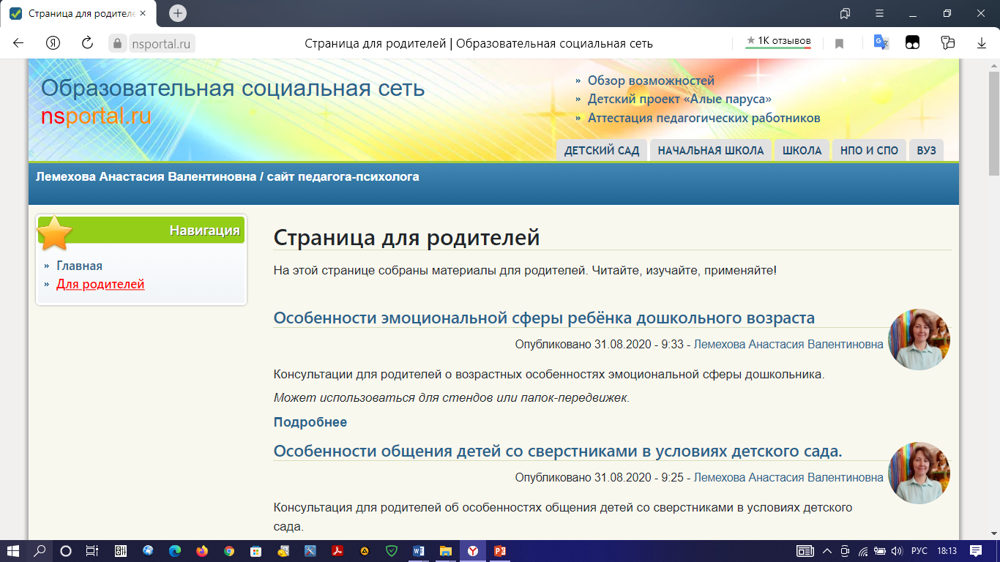 Страница для родителе
nsportal.ru
Страница для родителей | Образовательная социальная сеть
★ 1К отзывов
Образовательная социальная сеть
nsportal.ru
» Обзор возможностей
» Детский проект «Алые паруса»
» Аттестация педагогических работников
ДЕТСКИЙ САД НАЧАЛЬНАЯ ШКОЛА ШКОЛА НПО И СПО ВУЗ
Лемехова Анастасия Валентиновна / сайт педагога-психолога
Навигация
» Главная
» Для родителей
Страница для родителей
На этой странице собраны материалы для родителей. Читайте, изучайте, применяйте!
Особенности эмоциональной сферы ребёнка дошкольного возраста
Опубликовано 31.08.2020 - 9:33 - Лемехова Анастасия Валентиновна
Консультации для родителей о возрастных особенностях эмоциональной сферы дошкольника.
Может использоваться для стендов или папок-передвижек.
Подробнее
Особенности общения детей со сверстниками в условиях детского сада.
Опубликовано 31.08.2020 - 9:25 - Лемехова Анастасия Валентиновна
Консультация для родителей об особенностях общения детей со сверстниками в условиях детского
сада.
РУС 18:13